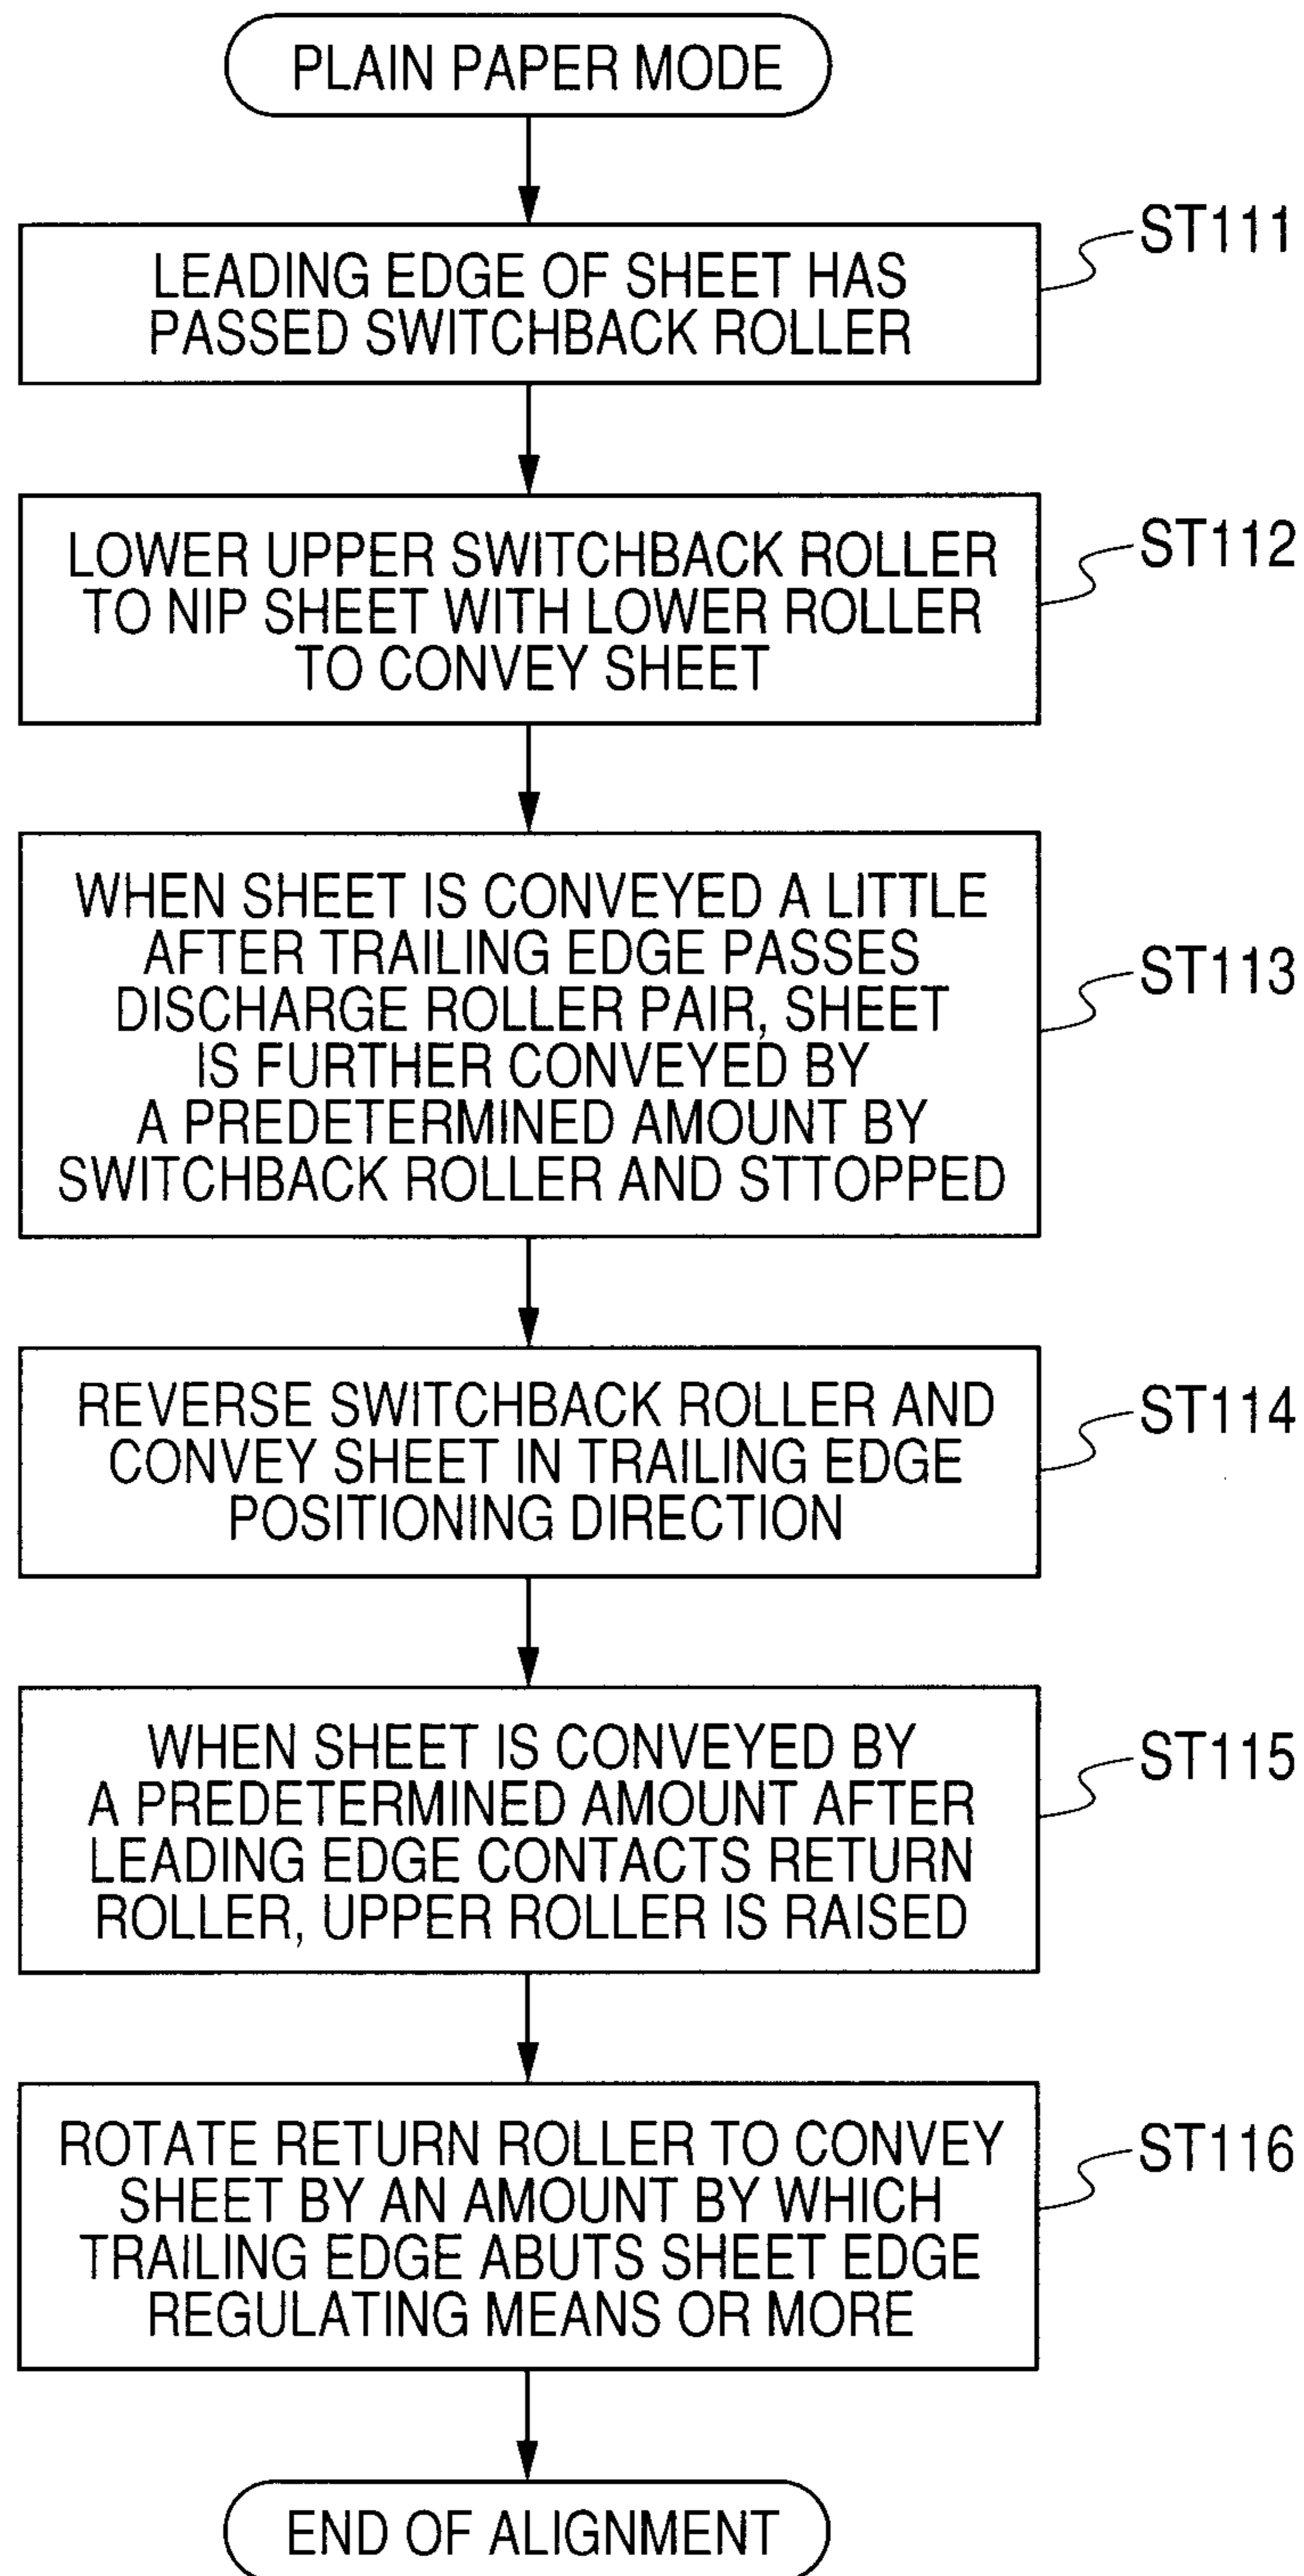 PLAIN PAPER MODE
LEADING EDGE OF SHEET HAS
PASSED SWITCHBACK ROLLER
ST111
LOWER UPPER SWITCHBACK ROLLER
TO NIP SHEET WITH LOWER ROLLER
TO CONVEY SHEET
ST112
WHEN SHEET IS CONVEYED A LITTLE
AFTER TRAILING EDGE PASSES
DISCHARGE ROLLER PAIR, SHEET
IS FURTHER CONVEYED BY
A PREDETERMINED AMOUNT BY
SWITCHBACK ROLLER AND STTOPPED
ST113
REVERSE SWITCHBACK ROLLER AND
CONVEY SHEET IN TRAILING EDGE
POSITIONING DIRECTION
ST114
WHEN SHEET IS CONVEYED BY
A PREDETERMINED AMOUNT AFTER
LEADING EDGE CONTACTS RETURN
ROLLER, UPPER ROLLER IS RAISED
ST115
ROTATE RETURN ROLLER TO CONVEY
SHEET BY AN AMOUNT BY WHICH
TRAILING EDGE ABUTS SHEET EDGE
REGULATING MEANS OR MORE
ST116
END OF ALIGNMENT